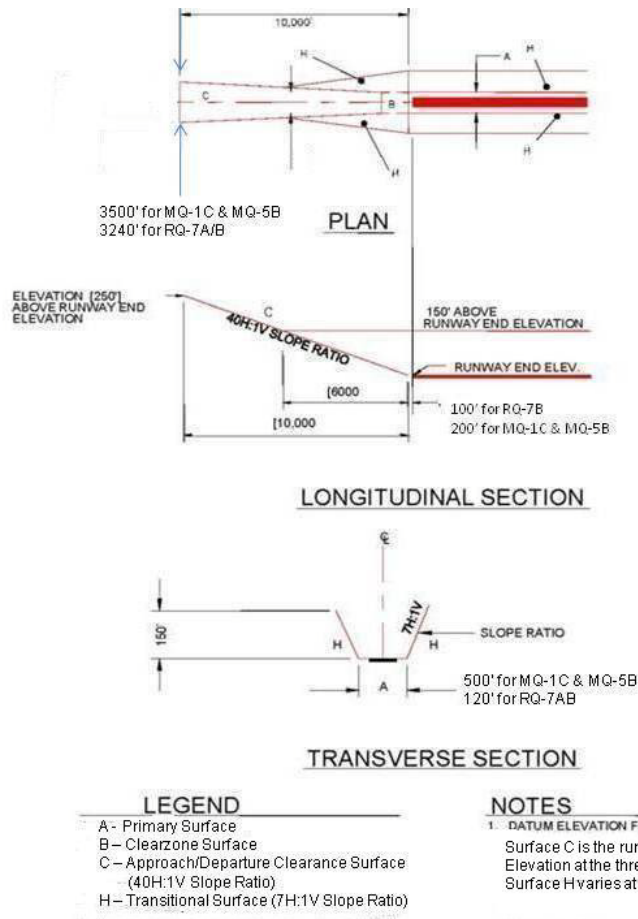 10,000'
H
A
H
C
B
H
H
3500' for MQ-1C & MQ-5B
3240' for RQ-7A/B
PLAN
ELEVATION [250']
ABOVE RUNWAY END
ELEVATION
C
40H:1V SLOPE RATIO
150' ABOVE
RUNWAY END ELEVATION
RUNWAY END ELEV.
[6000
100' for RQ-7B
200' for MQ-1C & MQ-5B
[10,000
LONGITUDINAL SECTION
℄
150'
H
7H:1V
H
SLOPE RATIO
A
500' for MQ-1C & MQ-5B
120' for RQ-7AB
TRANSVERSE SECTION
LEGEND
A - Primary Surface
B – Clearzone Surface
C – Approach/Departure Clearance Surface
(40H:1V Slope Ratio)
H – Transitional Surface (7H:1V Slope Ratio)
NOTES
1. DATUM ELEVATION F
Surface C is the run
Elevation at the thre
Surface H varies at